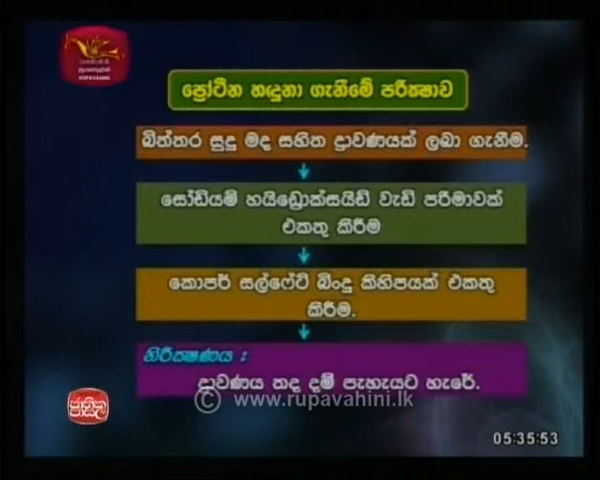 ප්‍රෝටීන හඳුනා ගැනීමේ පරීක්‍ෂාව
බිත්තර සුදු මද සහිත ද්‍රාවණයක් ලබා ගැනීම.
සෝඩියම් හයිඩ්‍රොක්සයිඩ් වැඩි පරිමාවක්
එකතු කිරීම
කොපර් සල්ෆේට් බිංදු කිහිපයක් එකතු
කිරීම.
නිරීක්‍ෂණය :
ද්‍රාවණය තද දම් පැහැයට හැරේ.
© www.rupavahini.lk
ජාතික
පාසල
05:35:53